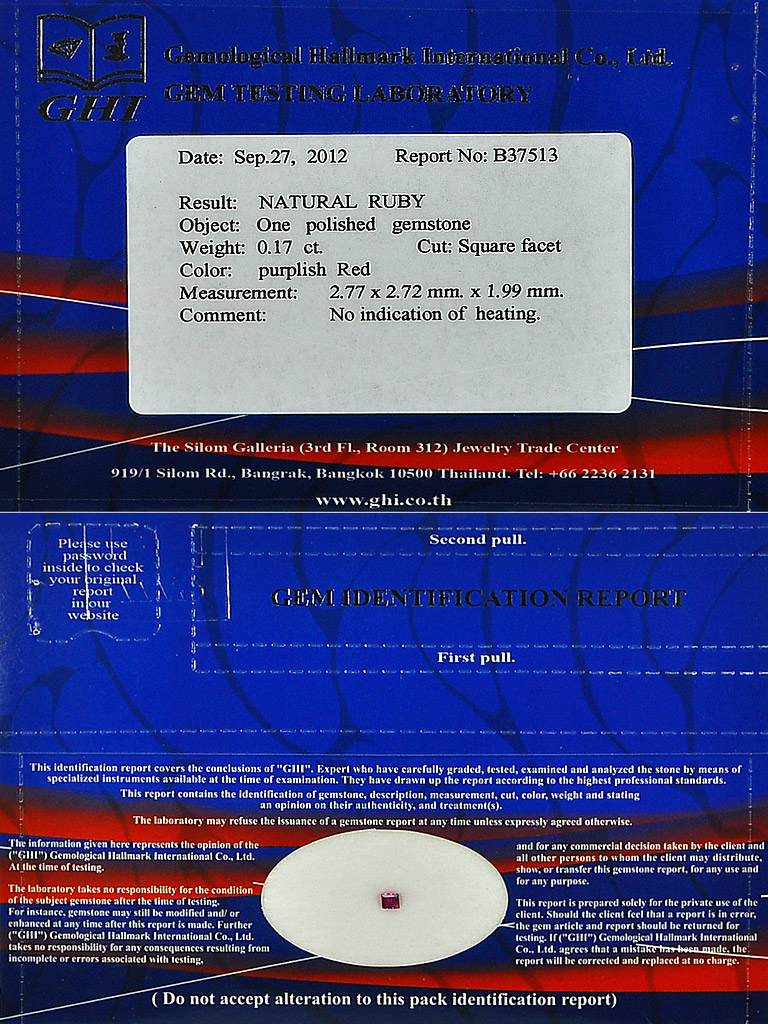 GHI
Gemological Hallmark International Co., Ltd.
GEM TESTING LABORATORY
Date: Sep.27, 2012 Report No: B37513
Result: NATURAL RUBY
Object: One polished gemstone
Weight: 0.17 ct. Cut: Square facet
Color: purplish Red
Measurement: 2.77 x 2.72 mm. x 1.99 mm.
Comment: No indication of heating.
The Silom Galleria (3rd Fl., Room 312) Jewelry Trade Center
919/1 Silom Rd., Bangrak, Bangkok 10500 Thailand. Tel: +66 2236 2131
www.ghi.co.th
Please use
password
inside to check
your original
report
in our
website
Second pull.
GEM IDENTIFICATION REPORT
First pull.
This identification report covers the conclusions of "GHI". Expert who have carefully graded, tested, examined and analyzed the stone by means of
specialized instruments available at the time of examination. They have drawn up the report according to the highest professional standards.
This report contains the identification of gemstone, description, measurement, cut, color, weight and stating
an opinion on their authenticity, and treatment(s).
The laboratory may refuse the issuance of a gemstone report at any time unless expressly agreed otherwise.
The information given here represents the opinion of the
("GHI") Gemological Hallmark International Co., Ltd.
At the time of testing.
The laboratory takes no responsibility for the condition
of the subject gemstone after the time of testing.
For instance, gemstone may still be modified and/ or
enhanced at any time after this report is made. Further
("GHI") Gemological Hallmark International Co., Ltd.
takes no responsibility for any consequences resulting from
incomplete or errors associated with testing,
and for any commercial decision taken by the client and
all other persons to whom the client may distribute,
show, or transfer this gemstone report, for any use and
for any purpose.
This report is prepared solely for the private use of the
client. Should the client feel that a report is in error,
the gem article and report should be returned for
testing. If ("GHI") Gemological Hallmark International
Co., Ltd. agrees that a mistake has been made, the
report will be corrected and replaced at no charge.
( Do not accept alteration to this pack identification report)